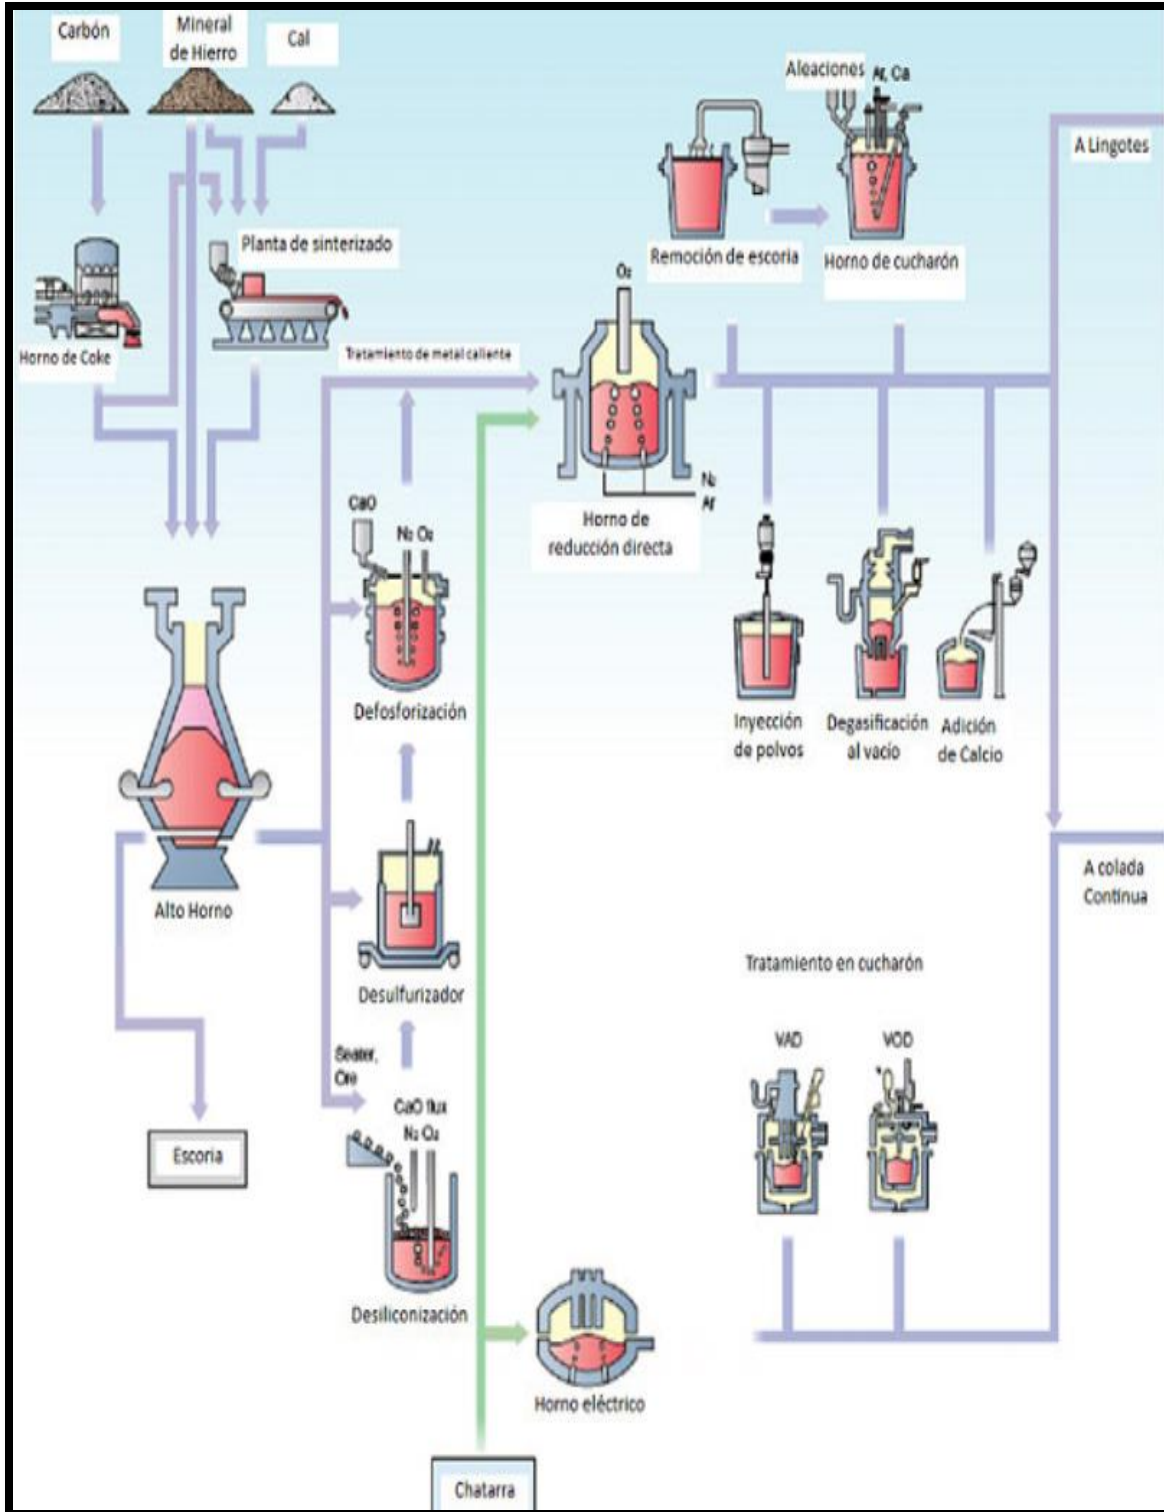 Carbón
Mineral
de Hierro
Cal
Aleaciones
Ar, Ca
A Lingotes
Planta de sinterizado
Remoción de escoria
Horno de cucharón
O₂
Horno de Coke
Tratamiento de metal caliente
N₂
Ar
Horno de
reducción directa
CaO
N₂ O₂
Defosforización
Inyección
de polvos
Degasificación
al vacío
Adición
de Calcio
Alto Horno
A colada
Contínua
Tratamiento en cucharón
Desulfurizador
VAD
VOD
Ore
CaO flux
N₂ O₂
Escoria
Desiliconización
Horno eléctrico
Chatarra